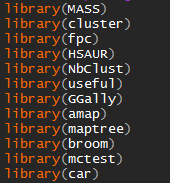 library(MASS)
library(cluster)
library(fpc)
library(HSAUR)
library(NbClust)
library(useful)
library(GGally)
library(amap)
library(maptree)
library(broom)
library(mctest)
library(car)